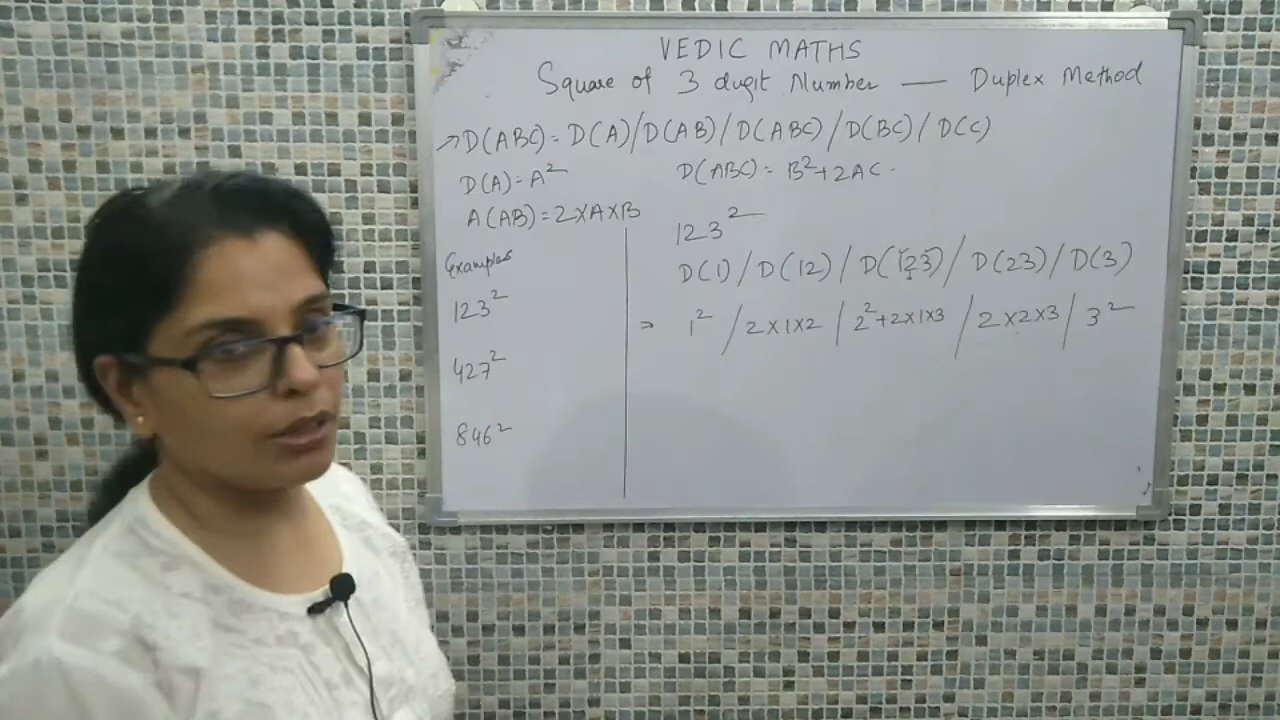 VEDIC MATHS
Square of 3 digit Number — Duplex Method
→ D(ABC) = D(A)/D(AB)/D(ABC)/D(BC)/D(C)
D(A) = A² D(ABC) = B²+2AC.
A(AB) = 2×A×B
Examples
123²
427²
846²
123²
D(1)/D(12)/D(123)/D(23)/D(3)
⇒ 1²/2×1×2/2²+2×1×3/2×2×3/3²